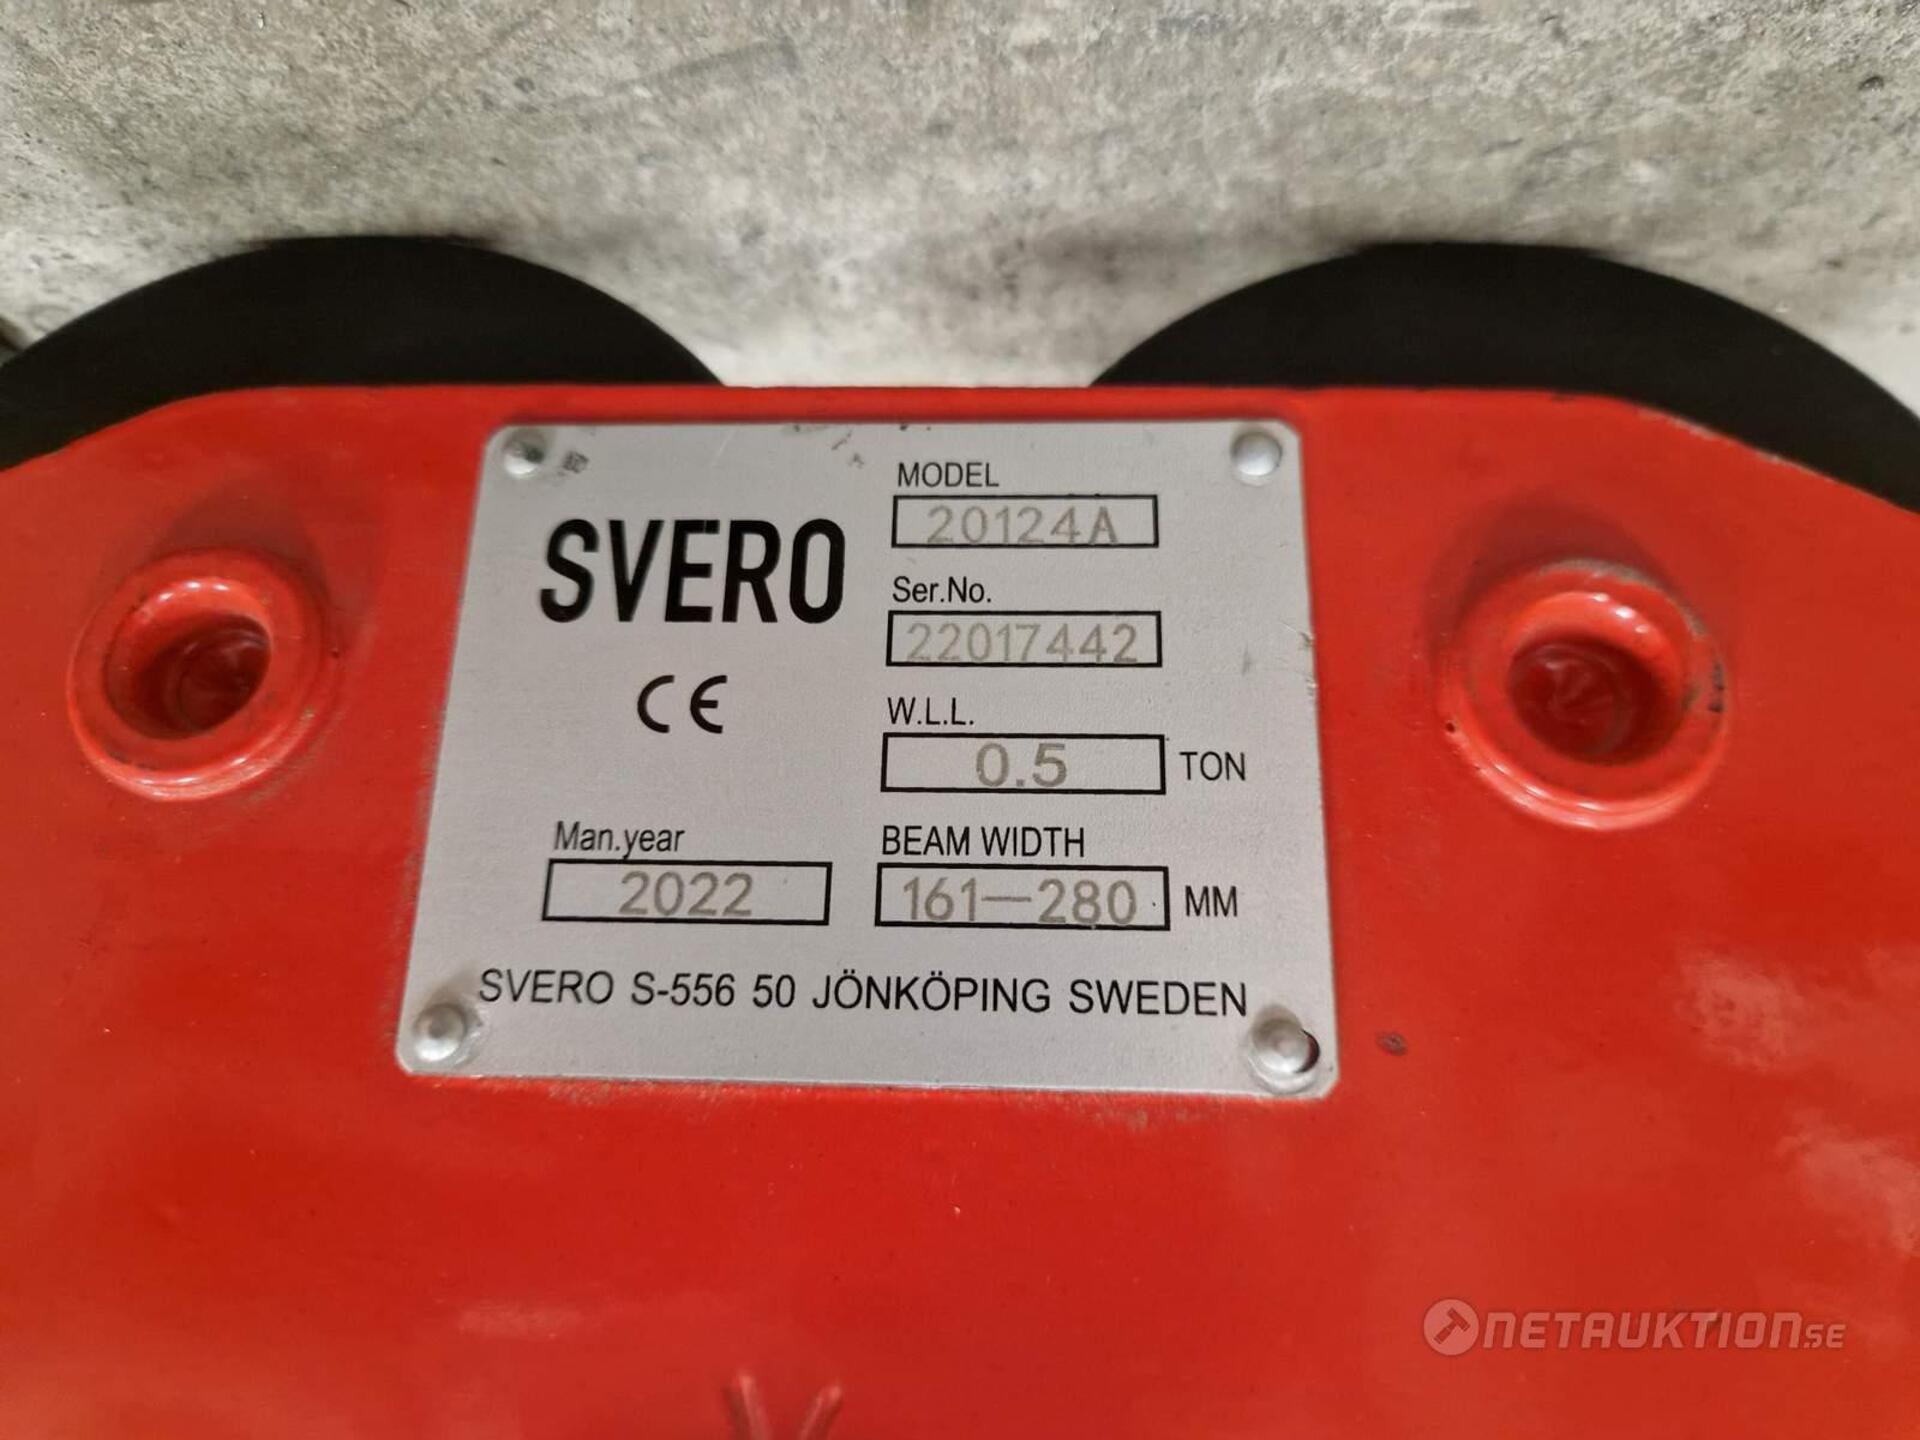 SVERO
CE
MODEL
20124A
Ser.No.
22017442
W.L.L.
0.5 TON
Man.year
2022
BEAM WIDTH
161-280 MM
SVERO S-556 50 JÖNKÖPING SWEDEN
NETAUKTION.SE